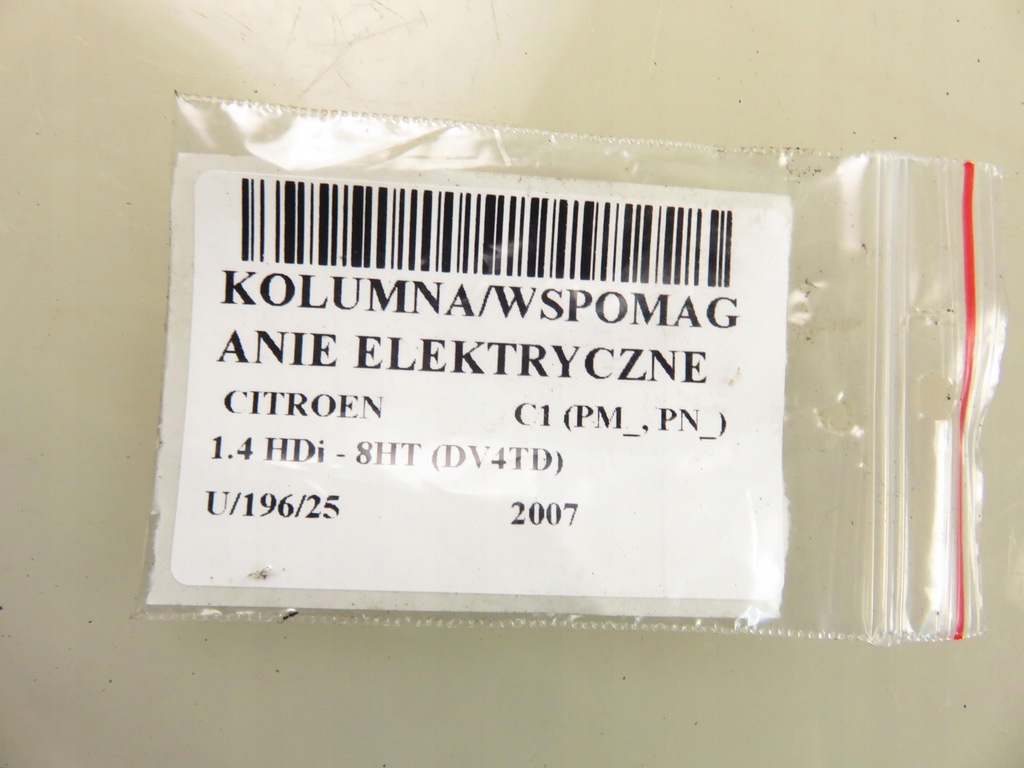 KOLUMNA/WSPOMAG
ANIE ELEKTRYCZNE
CITROEN C1 (PM_, PN_)
1.4 HDi - 8HT (DV4TD)
U/196/25 2007